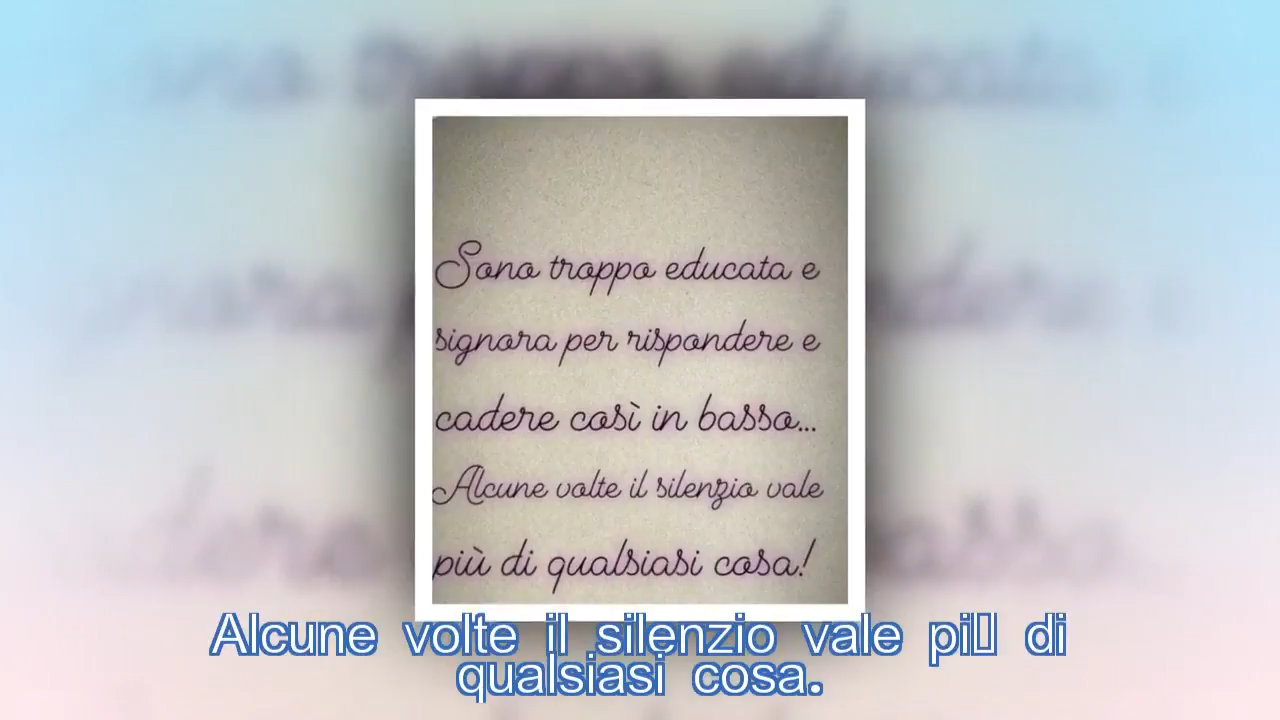 Sono troppo educata e
signora per rispondere e
cadere così in basso...
Alcune volte il silenzio vale
più di qualsiasi cosa!
Alcune volte il silenzio vale pi▯ di
qualsiasi cosa.